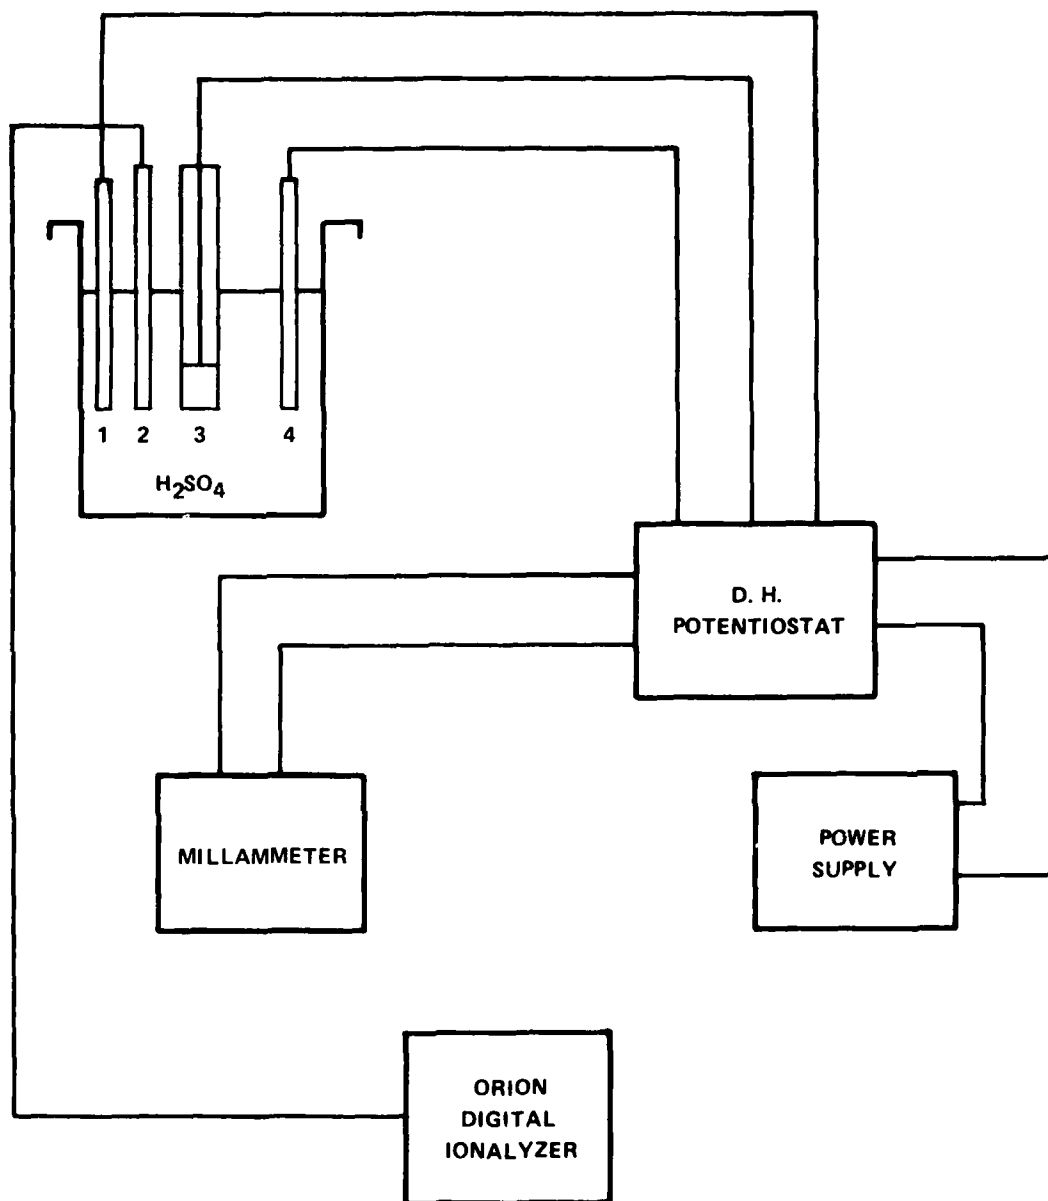 1 2 3 4
H₂SO₄
D. H.
POTENTIOSTAT
MILLAMMETER
POWER
SUPPLY
ORION
DIGITAL
IONALYZER